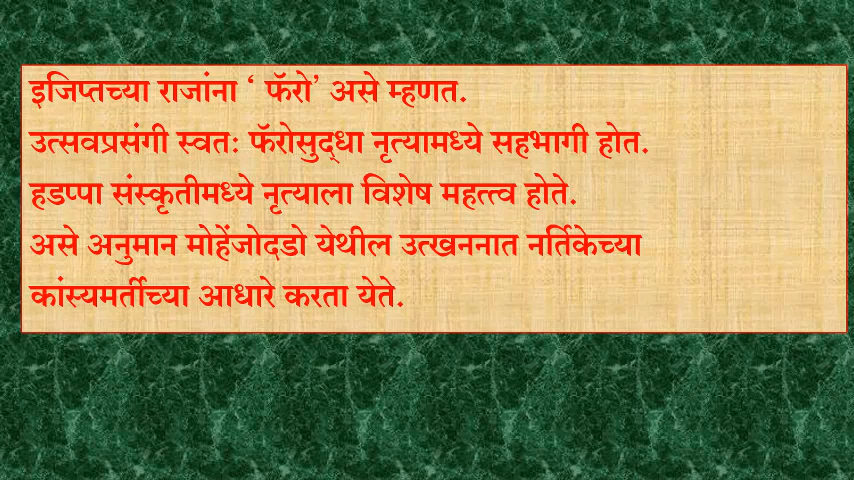 इजिप्तच्या राजांना ‘ फॅरो’ असे म्हणत.
उत्सवप्रसंगी स्वतः फॅरोसुद्धा नृत्यामध्ये सहभागी होत.
हडप्पा संस्कृतीमध्ये नृत्याला विशेष महत्त्व होते.
असे अनुमान मोहेंजोदडो येथील उत्खननात नर्तिकेच्या
कांस्यमर्तीच्या आधारे करता येते.